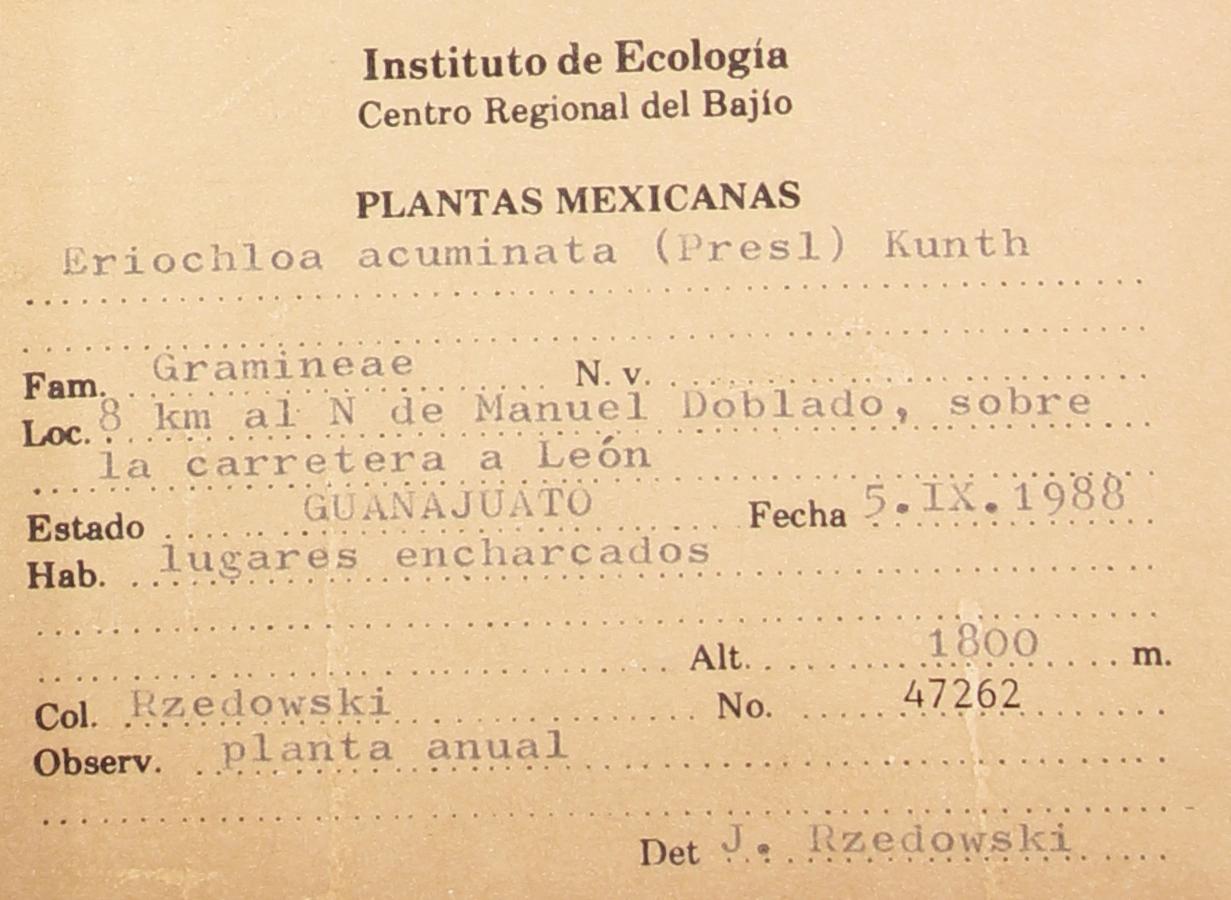 Instituto de Ecología
Centro Regional del Bajío
PLANTAS MEXICANAS
Eriochloa acuminata (Presl) Kunth
Fam. Gramineae N. v.
Loc. 8 km al N de Manuel Doblado, sobre
la carretera a León
Estado GUANAJUATO Fecha 5.IX.1988
Hab. lugares encharcados
Alt. 1800 m.
Col. Rzedowski No. 47262
Observ. planta anual
Det J. Rzedowski